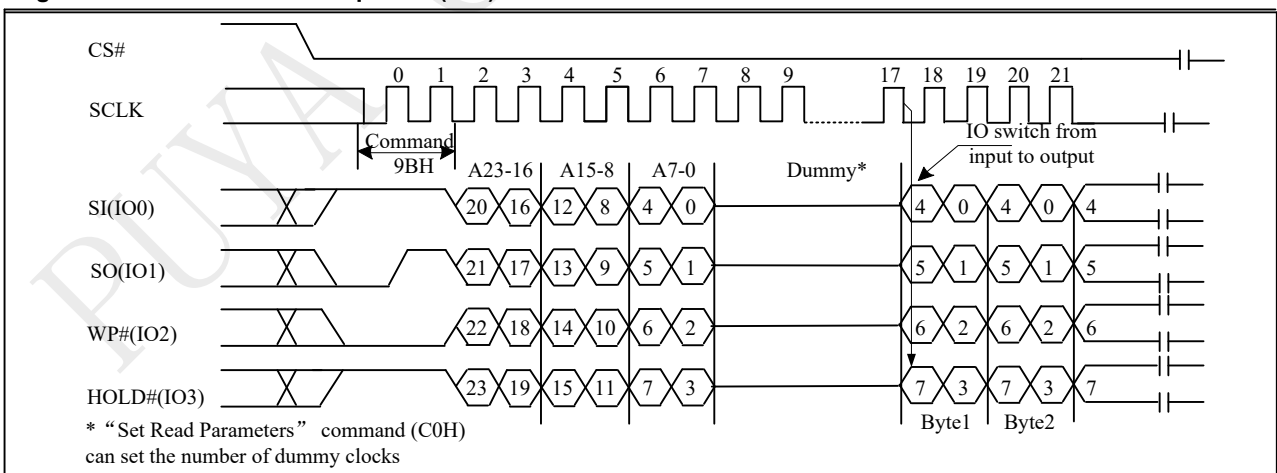 CS#
0 1 2 3 4 5 6 7 8 9 17 18 19 20 21
SCLK
Command
9BH
IO switch from
input to output
A23-16 A15-8 A7-0 Dummy*
SI(IO0) 20 16 12 8 4 0 4 0 4 0 4
SO(IO1) 21 17 13 9 5 1 5 1 5 1 5
WP#(IO2) 22 18 14 10 6 2 6 2 6 2 6
HOLD#(IO3) 23 19 15 11 7 3 7 3 7 3 7
Byte1 Byte2
* “Set Read Parameters” command (C0H)
can set the number of dummy clocks
PUYA